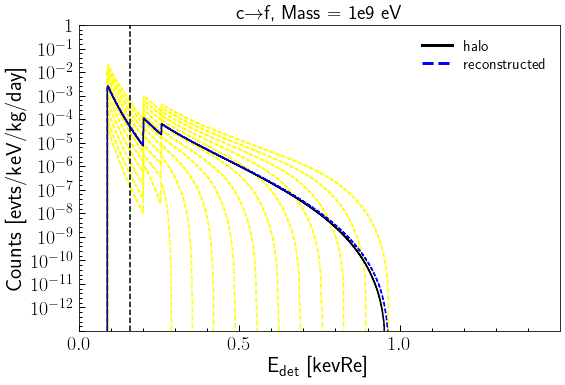 c→f, Mass = 1e9 eV
1
10⁻¹
10⁻²
10⁻³
10⁻⁴
10⁻⁵
10⁻⁶
10⁻⁷
10⁻⁸
10⁻⁹
10⁻¹⁰
10⁻¹¹
10⁻¹²
Counts [evts/keV/kg/day]
halo
reconstructed
0.0 0.5 1.0
E_det [kevRe]